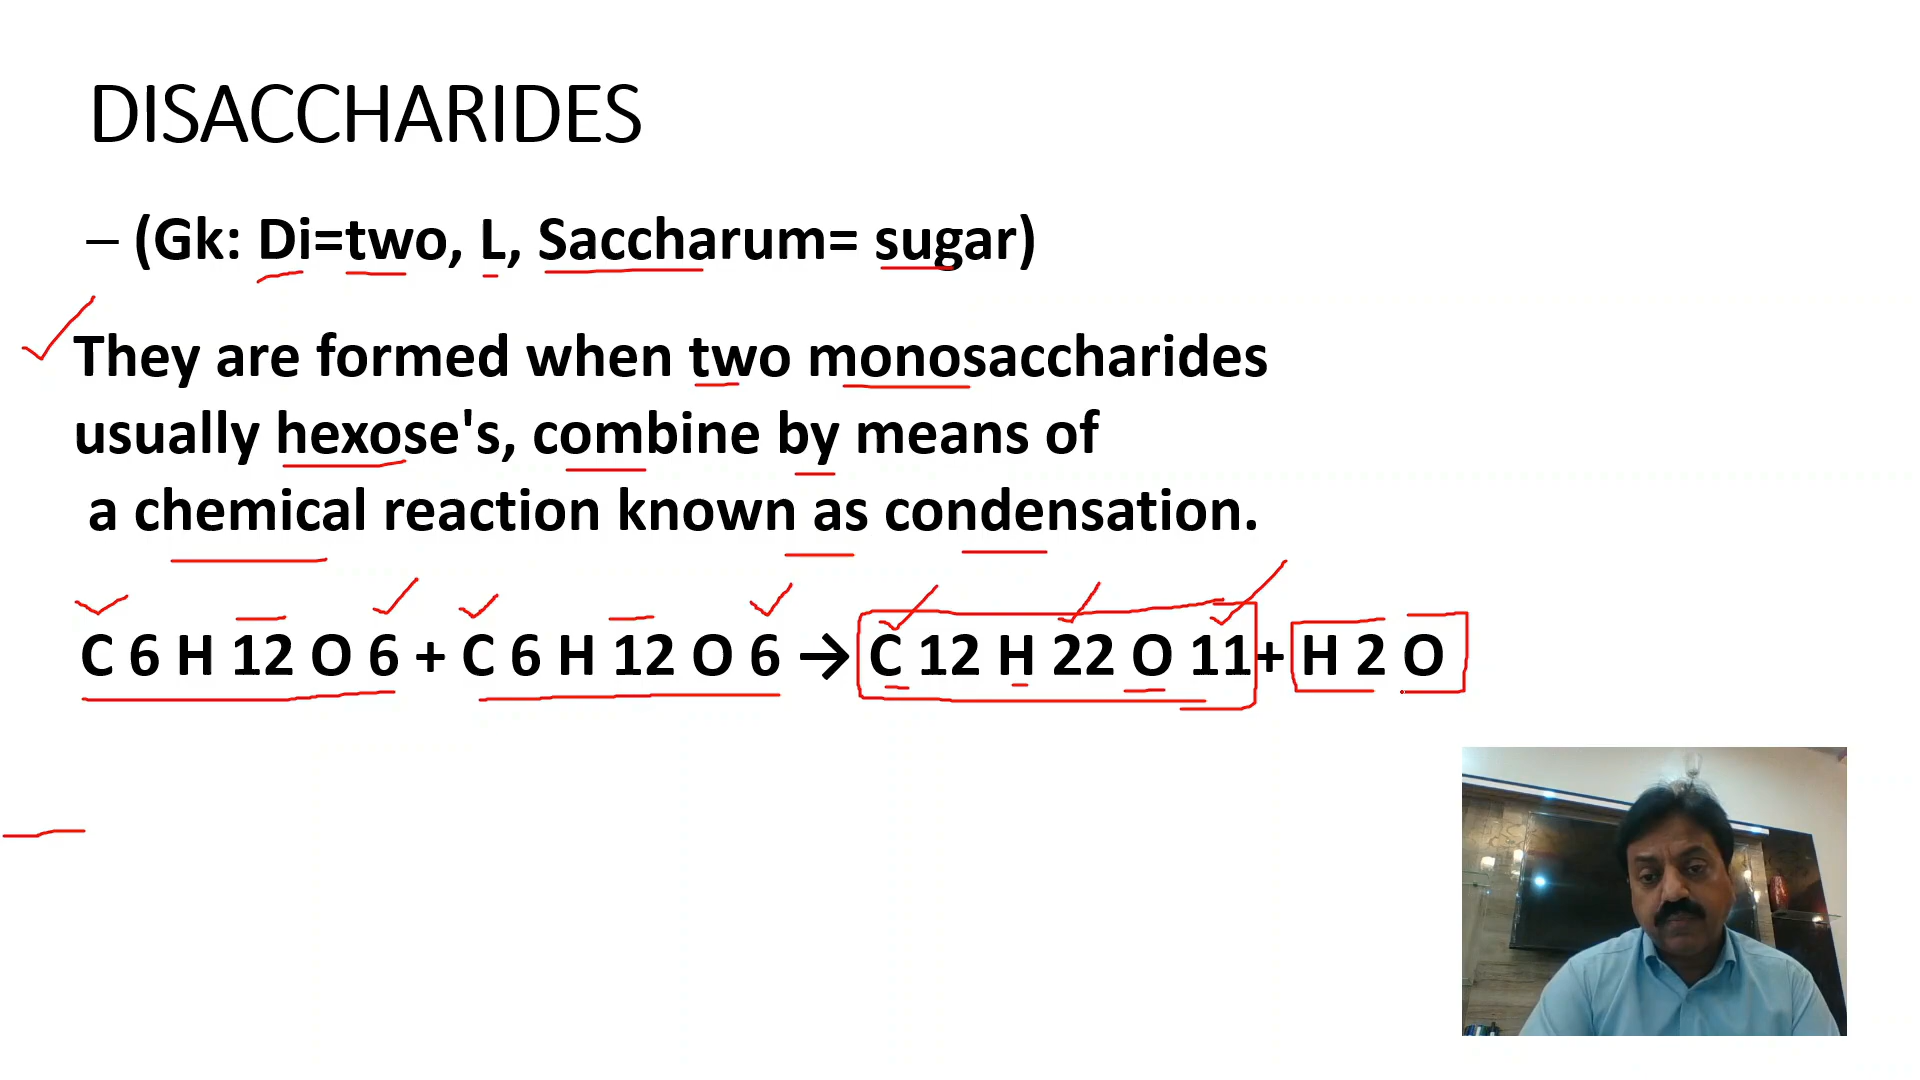 DISACCHARIDES
– (Gk: Di=two, L, Saccharum= sugar)
They are formed when two monosaccharides
usually hexose's, combine by means of
a chemical reaction known as condensation.
C 6 H 12 O 6 + C 6 H 12 O 6 → C 12 H 22 O 11+ H 2 O